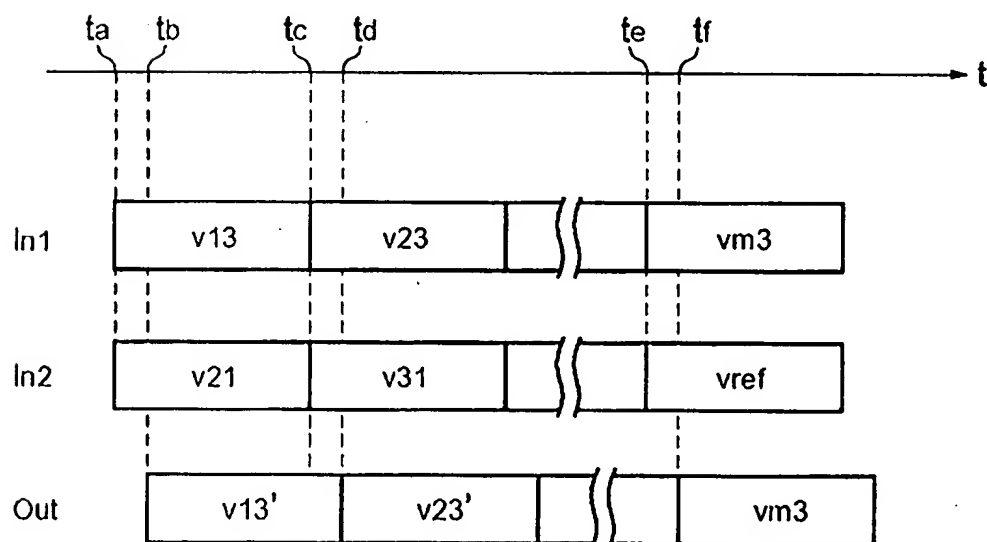 ta tb tc td te tf
t
In1 v13 v23 vm3
In2 v21 v31 vref
Out v13' v23' vm3